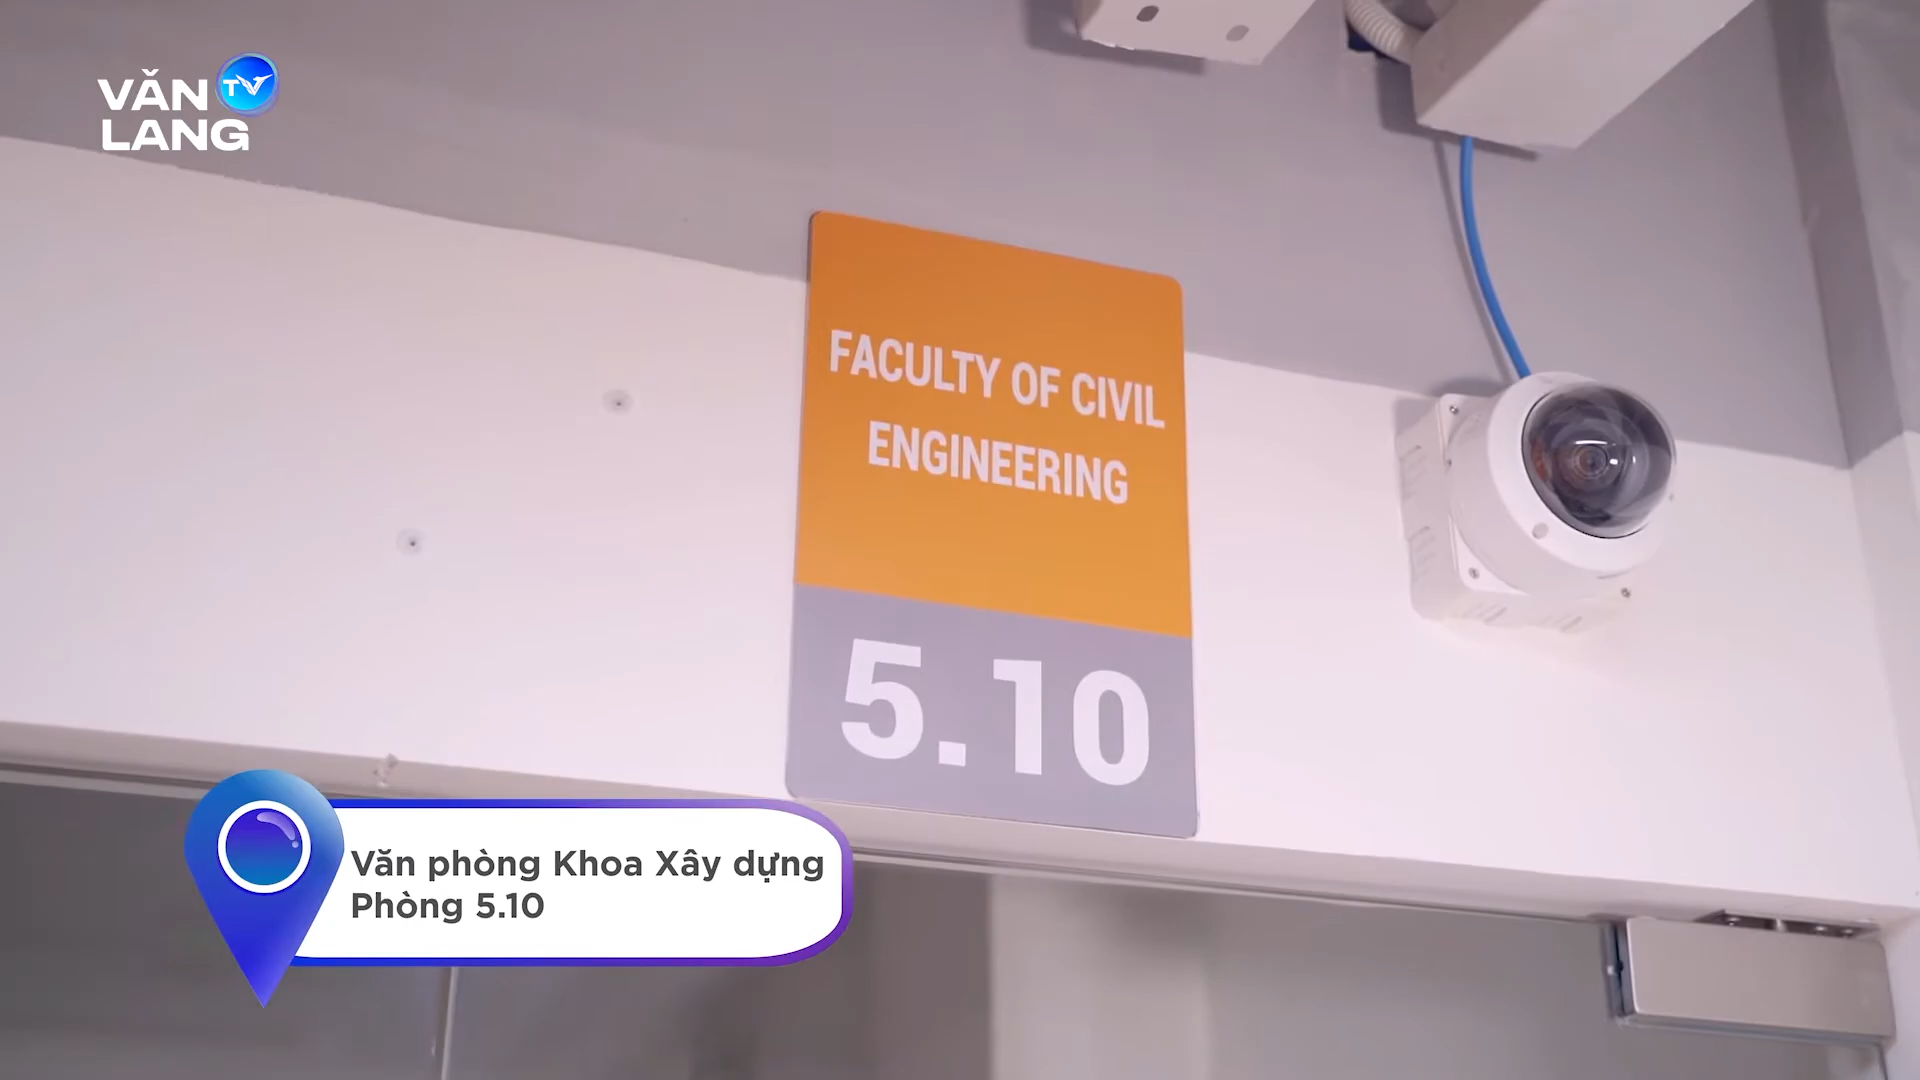 VĂN TV
LANG
FACULTY OF CIVIL
ENGINEERING
5.10
Văn phòng Khoa Xây dựng
Phòng 5.10